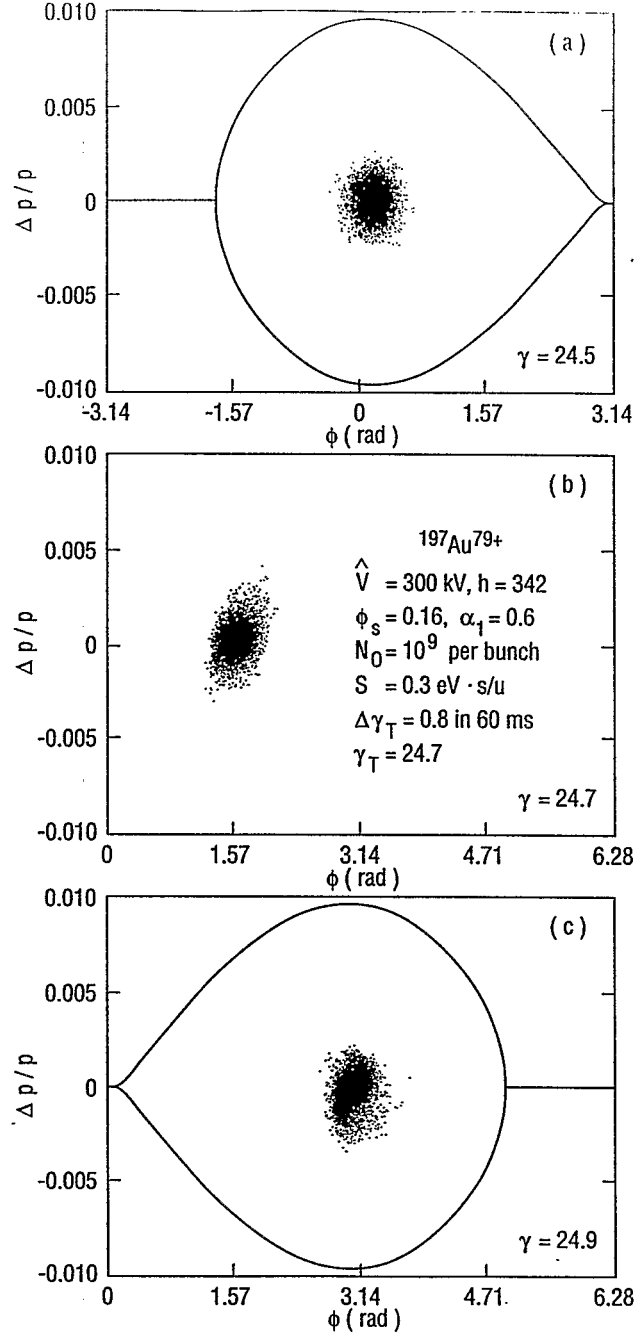 0.010
(a)
0.005
Δ p / p
0
-0.005
γ = 24.5
-0.010
-3.14 -1.57 0 1.57 3.14
ϕ ( rad )
0.010
(b)
197Au79+
0.005
V̂ = 300 kV, h = 342
ϕs = 0.16, α1 = 0.6
Δ p / p
0
N0 = 10^9 per bunch
S = 0.3 eV · s/u
-0.005
ΔγT = 0.8 in 60 ms
γT = 24.7
γ = 24.7
-0.010
0 1.57 3.14 4.71 6.28
ϕ ( rad )
0.010
(c)
0.005
Δ p / p
0
-0.005
γ = 24.9
-0.010
0 1.57 3.14 4.71 6.28
ϕ ( rad )